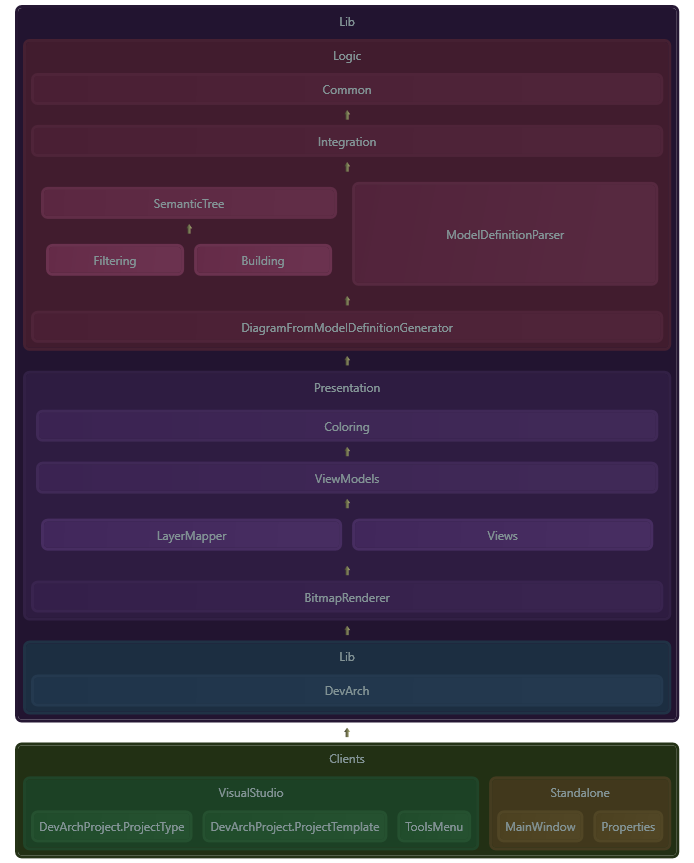 Lib
Logic
Common
Integration
SemanticTree
ModelDefinitionParser
Filtering
Building
DiagramFromModelDefinitionGenerator
Presentation
Coloring
ViewModels
LayerMapper
Views
BitmapRenderer
Lib
DevArch
Clients
VisualStudio
Standalone
DevArchProject.ProjectType
DevArchProject.ProjectTemplate
ToolsMenu
MainWindow
Properties